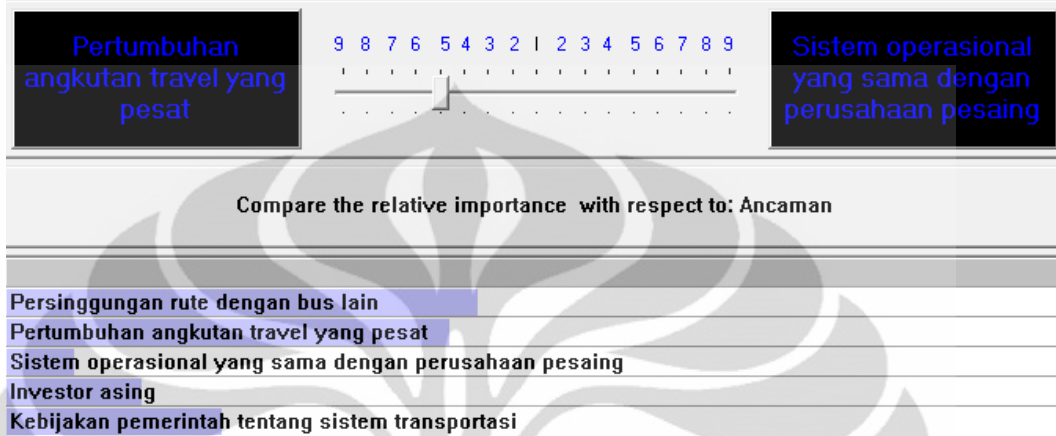 Pertumbuhan
angkutan travel yang
pesat
9 8 7 6 5 4 3 2 1 2 3 4 5 6 7 8 9
Sistem operasional
yang sama dengan
perusahaan pesaing
Compare the relative importance with respect to: Ancaman
Persinggungan rute dengan bus lain
Pertumbuhan angkutan travel yang pesat
Sistem operasional yang sama dengan perusahaan pesaing
Investor asing
Kebijakan pemerintah tentang sistem transportasi